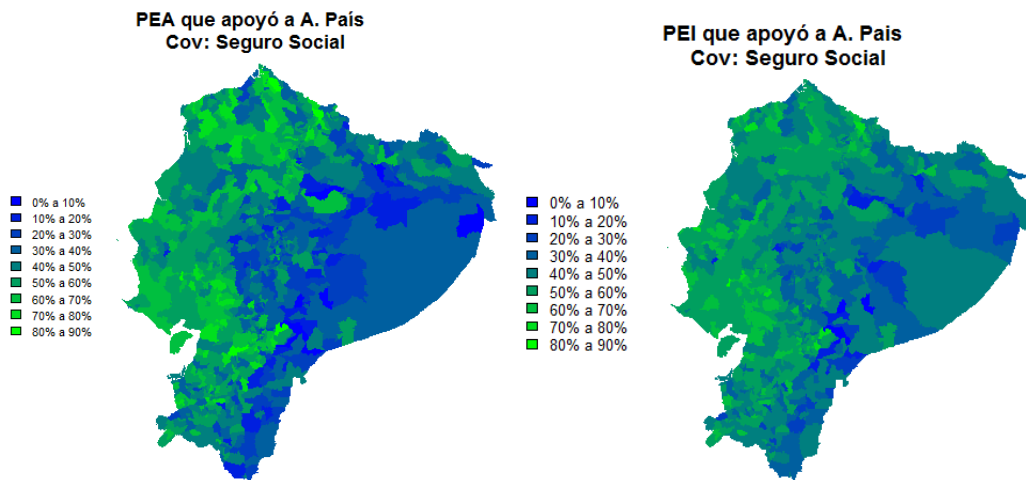 PEA que apoyó a A. País
Cov: Seguro Social
0% a 10%
10% a 20%
20% a 30%
30% a 40%
40% a 50%
50% a 60%
60% a 70%
70% a 80%
80% a 90%
PEI que apoyó a A. Pais
Cov: Seguro Social
0% a 10%
10% a 20%
20% a 30%
30% a 40%
40% a 50%
50% a 60%
60% a 70%
70% a 80%
80% a 90%